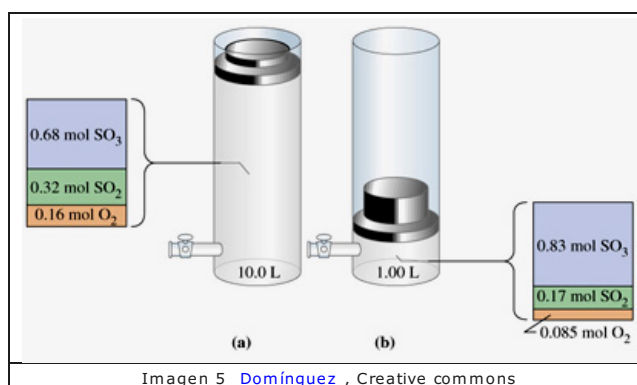 0.68 mol SO₃
0.32 mol SO₂
0.16 mol O₂
10.0 L
1.00 L
0.83 mol SO₃
0.17 mol SO₂
0.085 mol O₂
(a)
(b)
Imagen 5 Domínguez , Creative commons